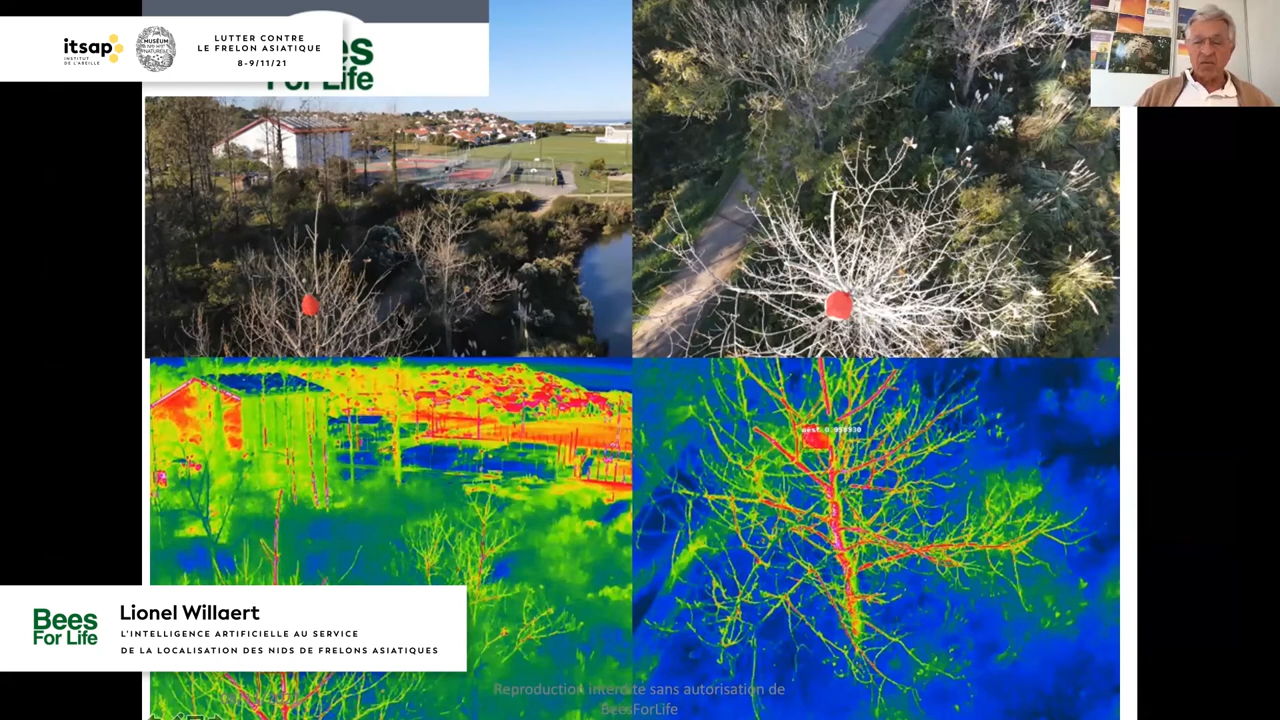 itsap
INSTITUT
DE L'ABEILLE
MUSÉUM
LUTTER CONTRE
LE FRELON ASIATIQUE
8-9/11/21
Bees
For Life
nest
Bees
For Life
Lionel Willaert
L'INTELLIGENCE ARTIFICIELLE AU SERVICE
DE LA LOCALISATION DES NIDS DE FRELONS ASIATIQUES
Reproduction interdite sans autorisation de
BeesForLife